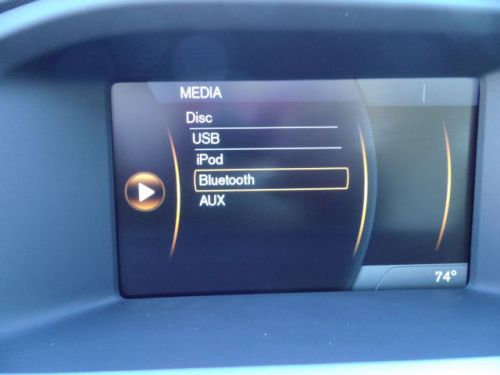 MEDIA
Disc
USB
iPod
Bluetooth
AUX
74°